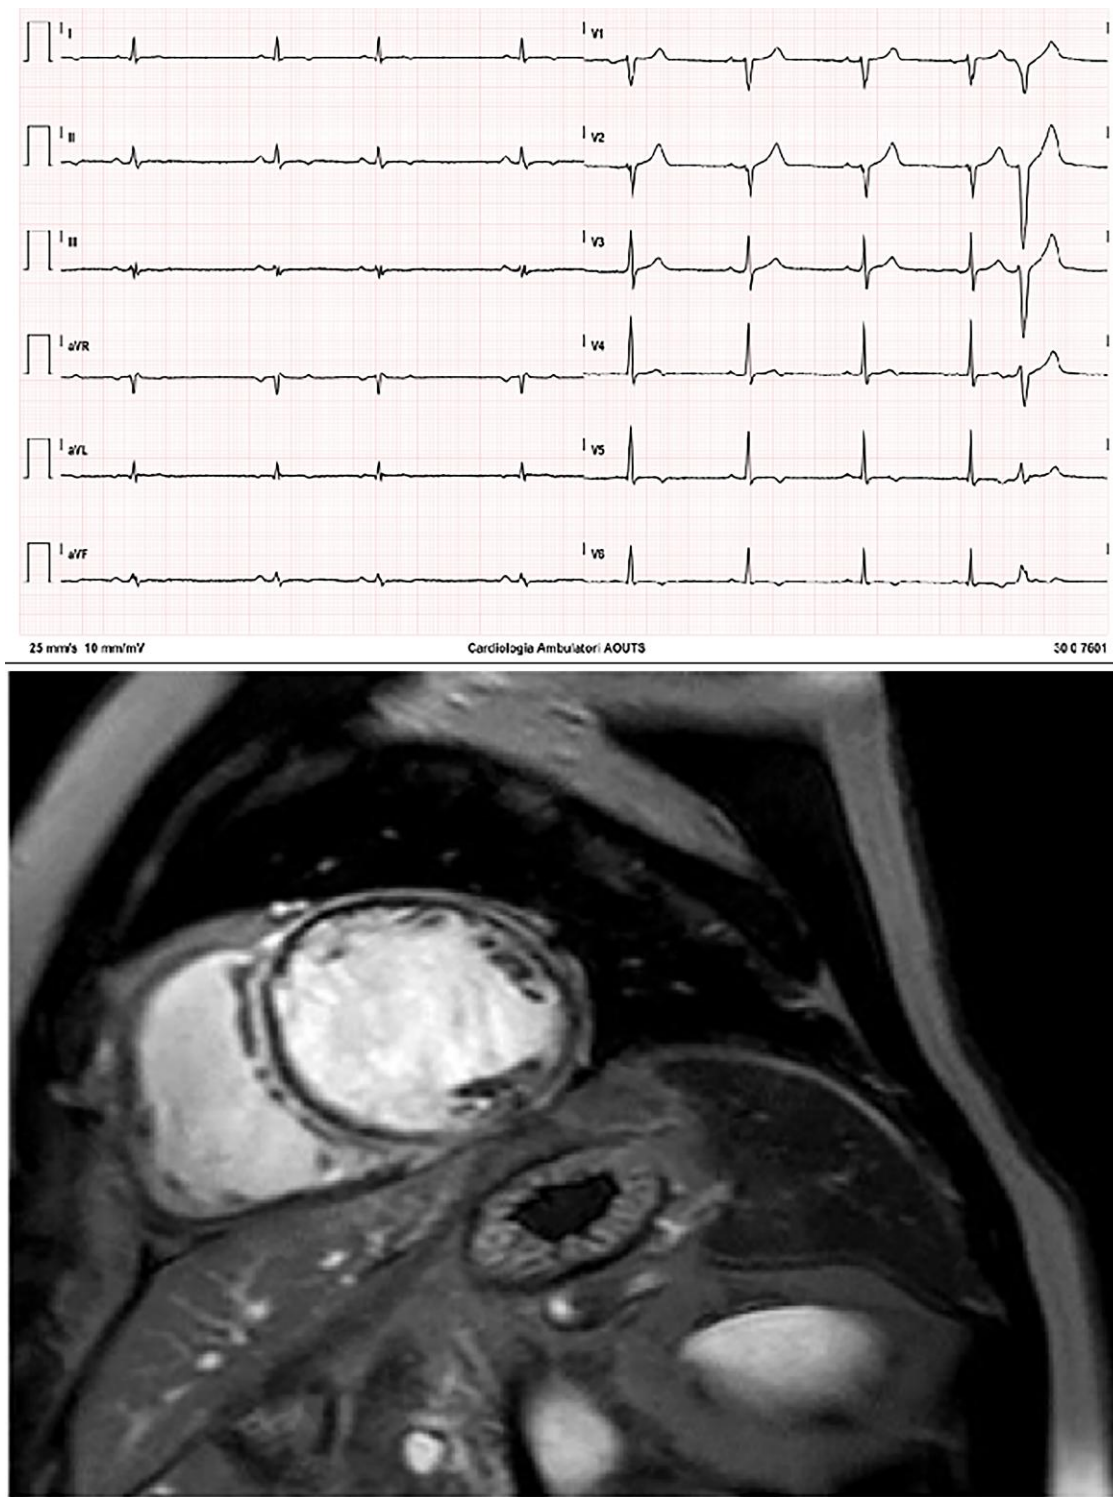 I V1
II V2
III V3
aVR V4
aVL V5
aVF V6
25 mm/s 10 mm/mV Cardiologia Ambulatori AOUTS 30 0 7601